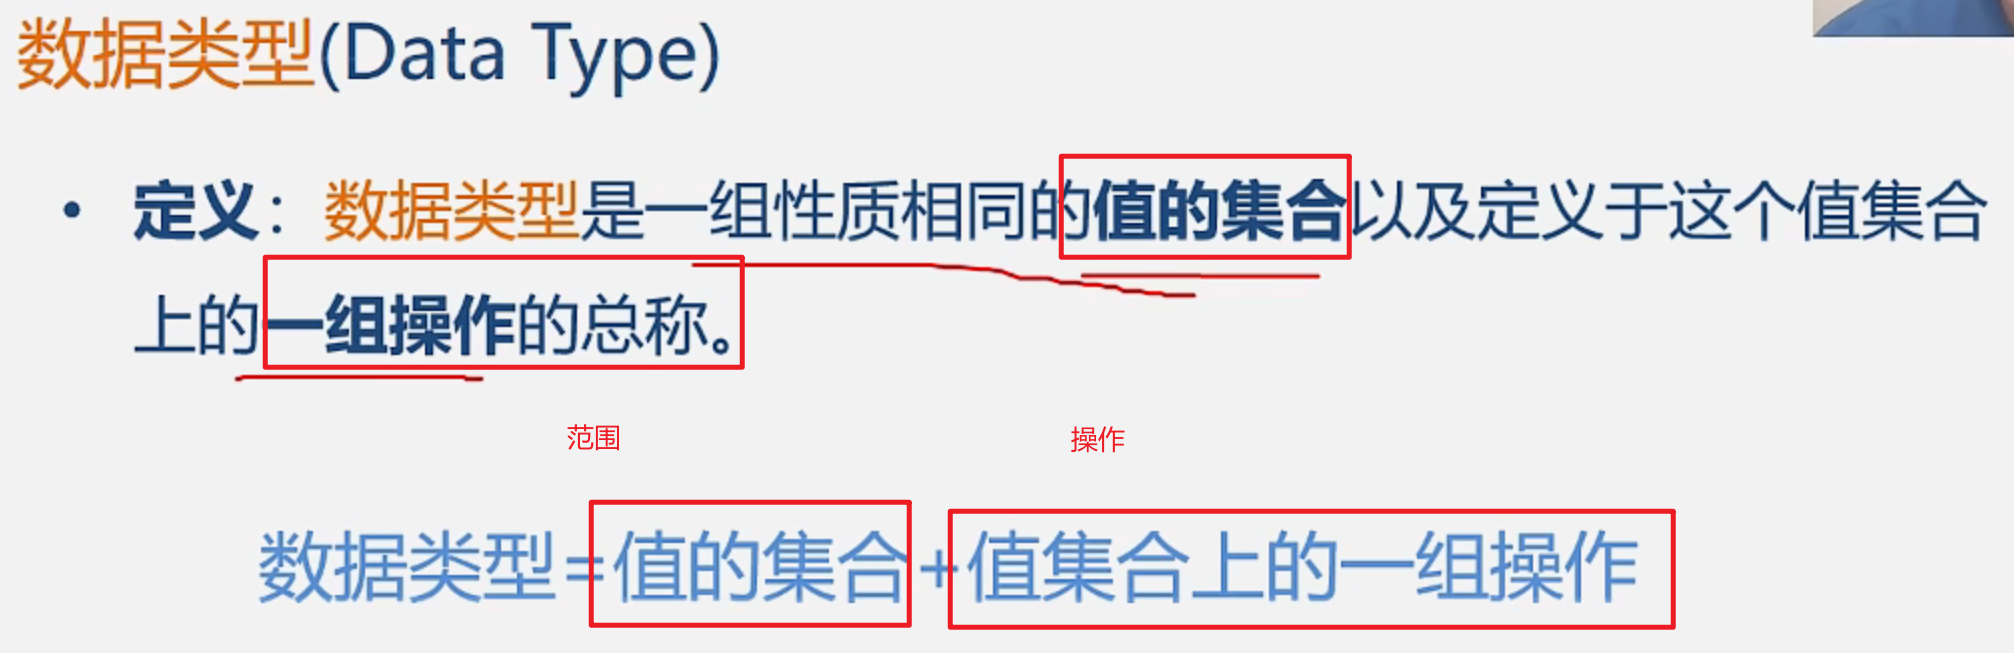 数据类型(Data Type)
• 定义：数据类型是一组性质相同的值的集合以及定义于这个值集合
上的一组操作的总称。
范围 操作
数据类型=值的集合+值集合上的一组操作